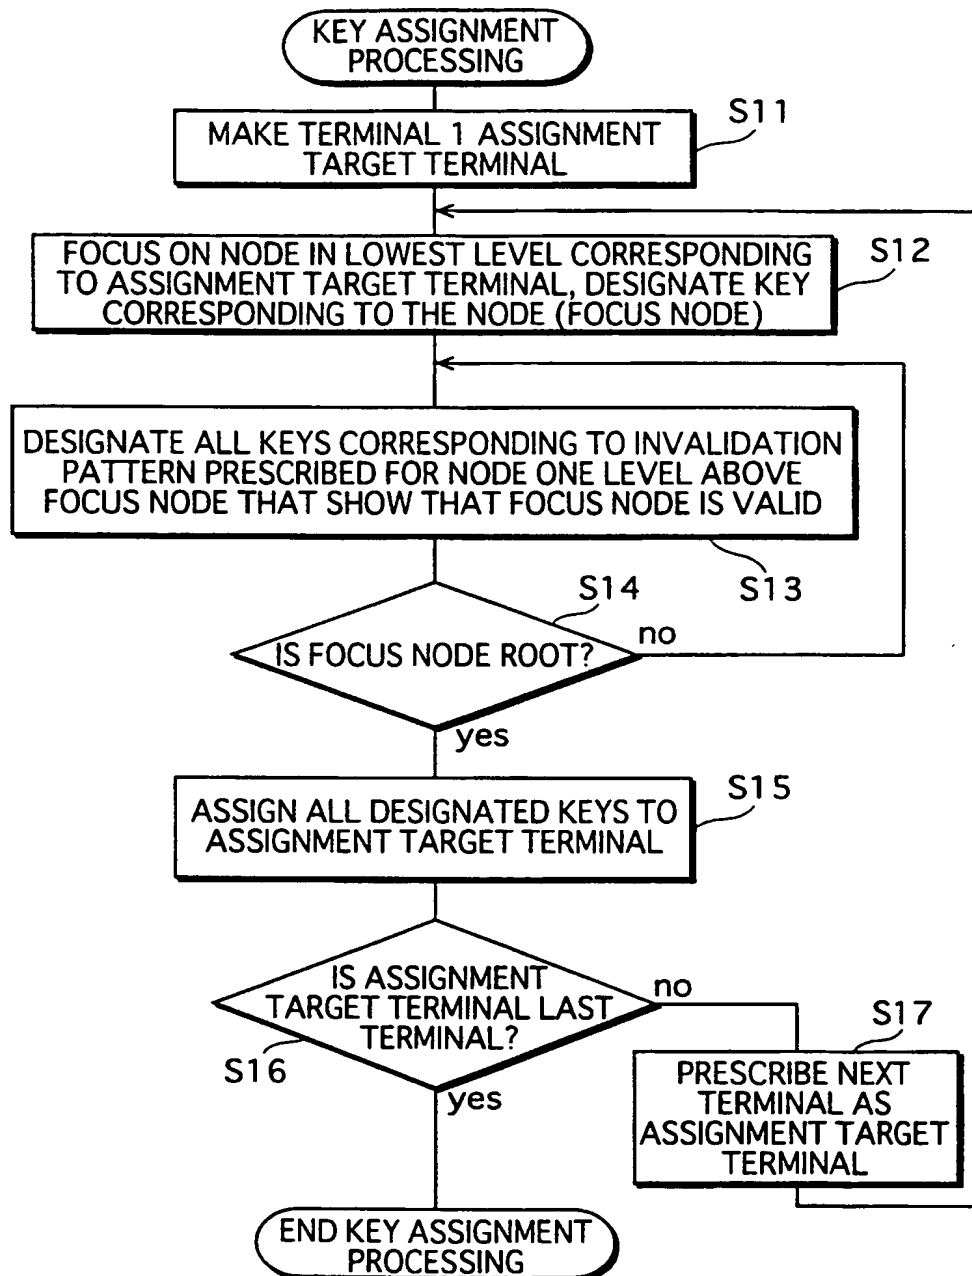 KEY ASSIGNMENT
PROCESSING
S11
MAKE TERMINAL 1 ASSIGNMENT
TARGET TERMINAL
S12
FOCUS ON NODE IN LOWEST LEVEL CORRESPONDING
TO ASSIGNMENT TARGET TERMINAL, DESIGNATE KEY
CORRESPONDING TO THE NODE (FOCUS NODE)
DESIGNATE ALL KEYS CORRESPONDING TO INVALIDATION
PATTERN PRESCRIBED FOR NODE ONE LEVEL ABOVE
FOCUS NODE THAT SHOW THAT FOCUS NODE IS VALID
S13
S14
IS FOCUS NODE ROOT?
no
yes
S15
ASSIGN ALL DESIGNATED KEYS TO
ASSIGNMENT TARGET TERMINAL
IS ASSIGNMENT
TARGET TERMINAL LAST
TERMINAL?
no
S16
yes
S17
PRESCRIBE NEXT
TERMINAL AS
ASSIGNMENT TARGET
TERMINAL
END KEY ASSIGNMENT
PROCESSING